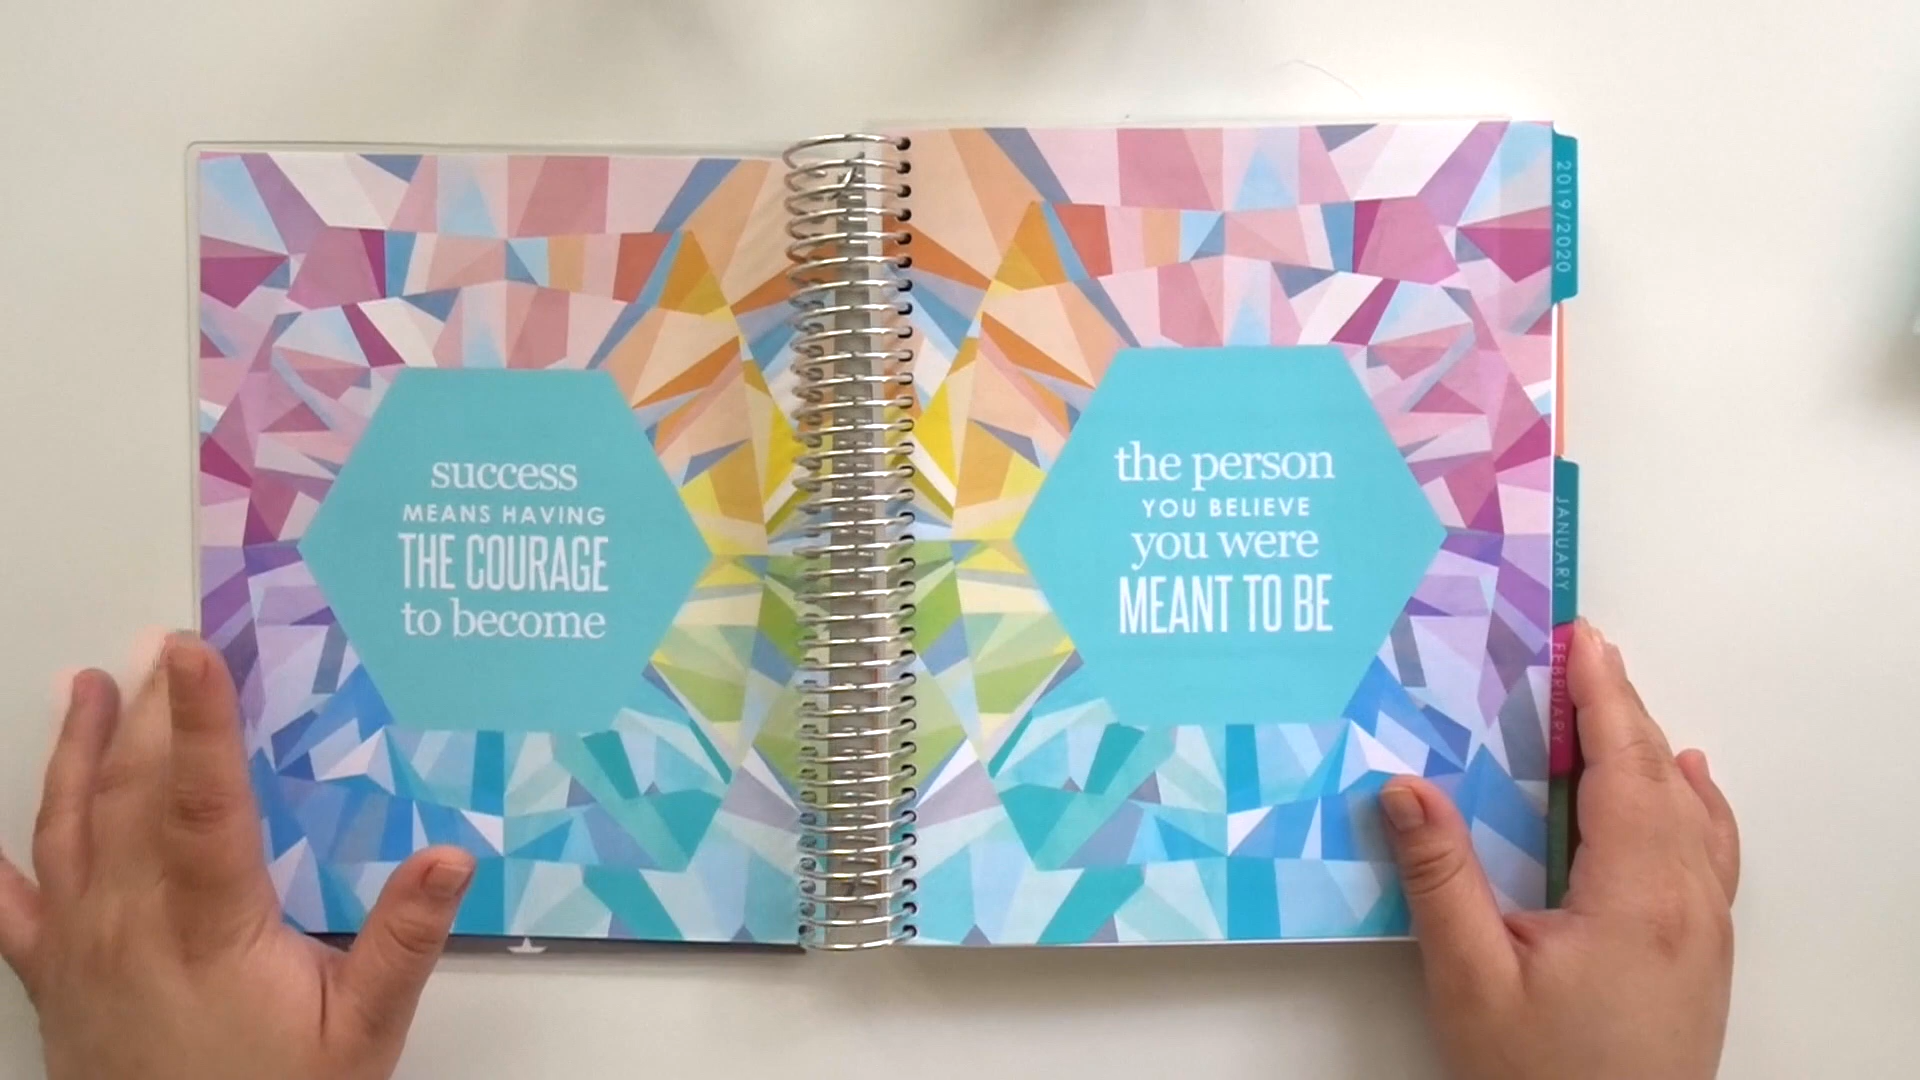 success
MEANS HAVING
THE COURAGE
to become
the person
YOU BELIEVE
you were
MEANT TO BE
2019/2020
JANUARY
FEBRUARY